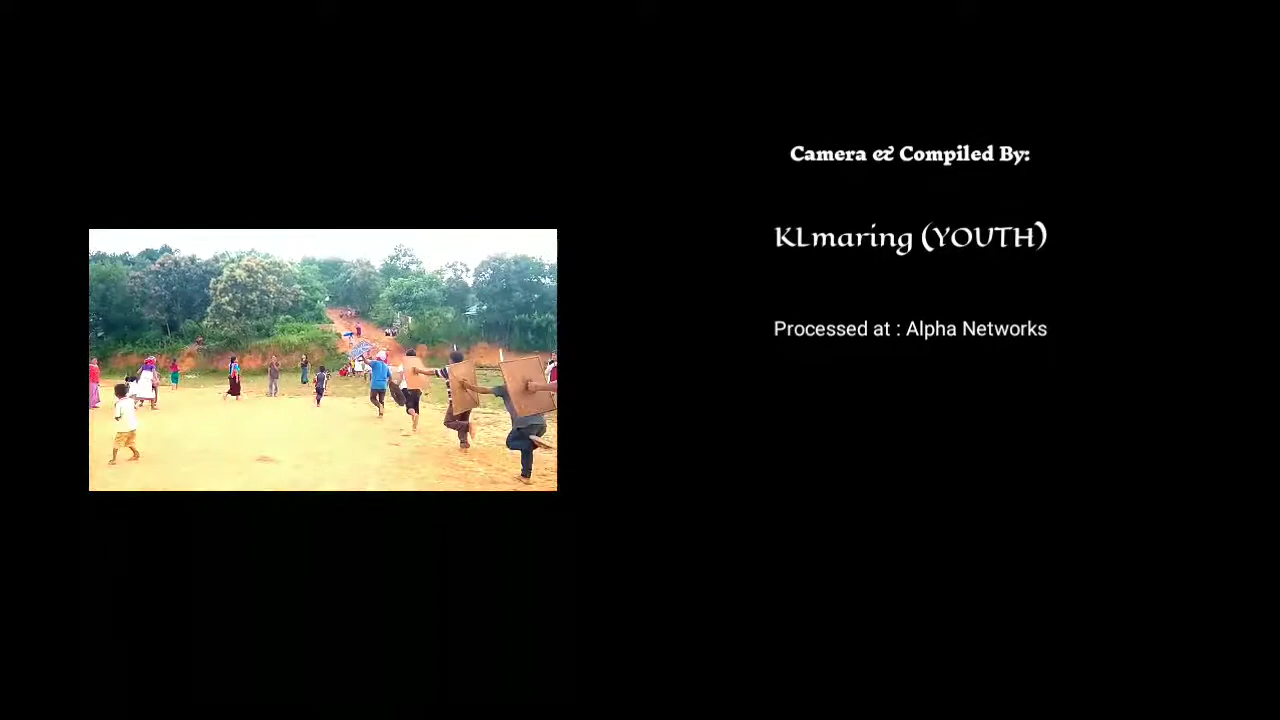 Camera & Compiled By:
KLmaring (YOUTH)
Processed at : Alpha Networks